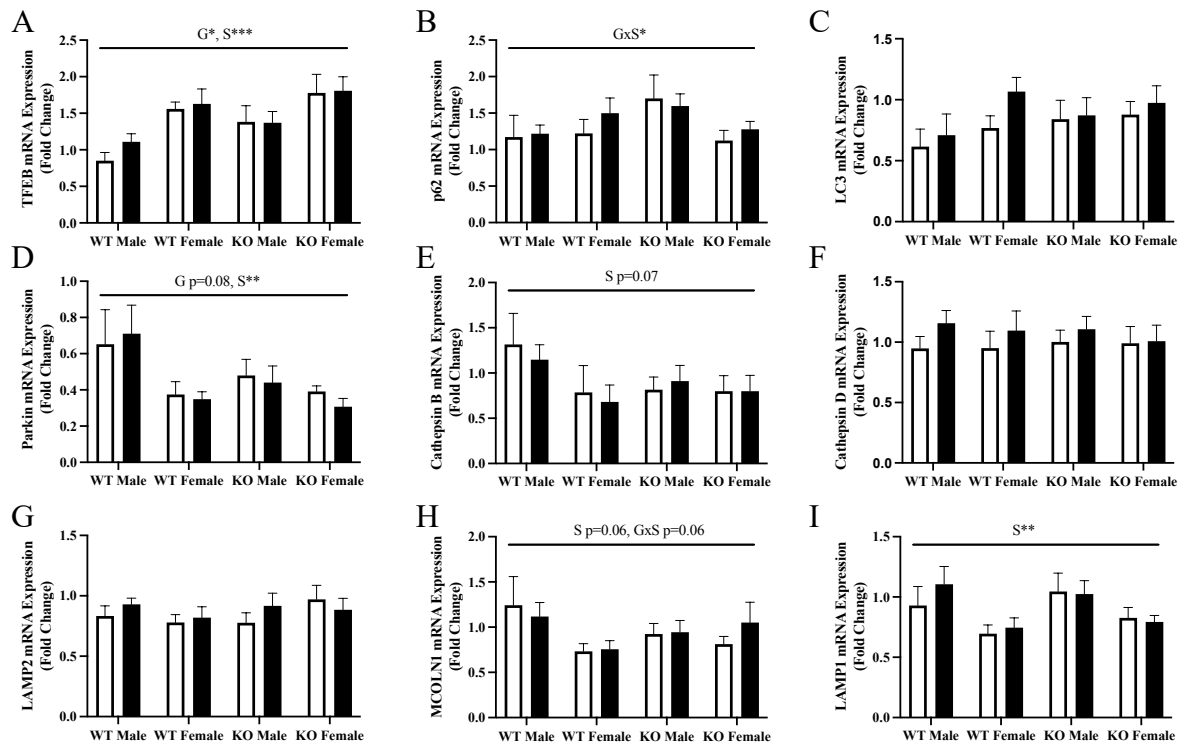 A
G*, S***
TFEB mRNA Expression
(Fold Change)
2.5
2.0
1.5
1.0
0.5
0.0
WT Male WT Female KO Male KO Female
B
GxS*
p62 mRNA Expression
(Fold Change)
2.5
2.0
1.5
1.0
0.5
0.0
WT Male WT Female KO Male KO Female
C
LC3 mRNA Expression
(Fold Change)
1.5
1.0
0.5
0.0
WT Male WT Female KO Male KO Female
D
G p=0.08, S**
Parkin mRNA Expression
(Fold Change)
1.0
0.8
0.6
0.4
0.2
0.0
WT Male WT Female KO Male KO Female
E
S p=0.07
Cathepsin B mRNA Expression
(Fold Change)
2.0
1.5
1.0
0.5
0.0
WT Male WT Female KO Male KO Female
F
Cathepsin D mRNA Expression
(Fold Change)
1.5
1.0
0.5
0.0
WT Male WT Female KO Male KO Female
G
LAMP2 mRNA Expression
(Fold Change)
1.5
1.0
0.5
0.0
WT Male WT Female KO Male KO Female
H
S p=0.06, GxS p=0.06
MCOLN1 mRNA Expression
(Fold Change)
2.0
1.5
1.0
0.5
0.0
WT Male WT Female KO Male KO Female
I
S**
LAMP1 mRNA Expression
(Fold Change)
1.5
1.0
0.5
0.0
WT Male WT Female KO Male KO Female